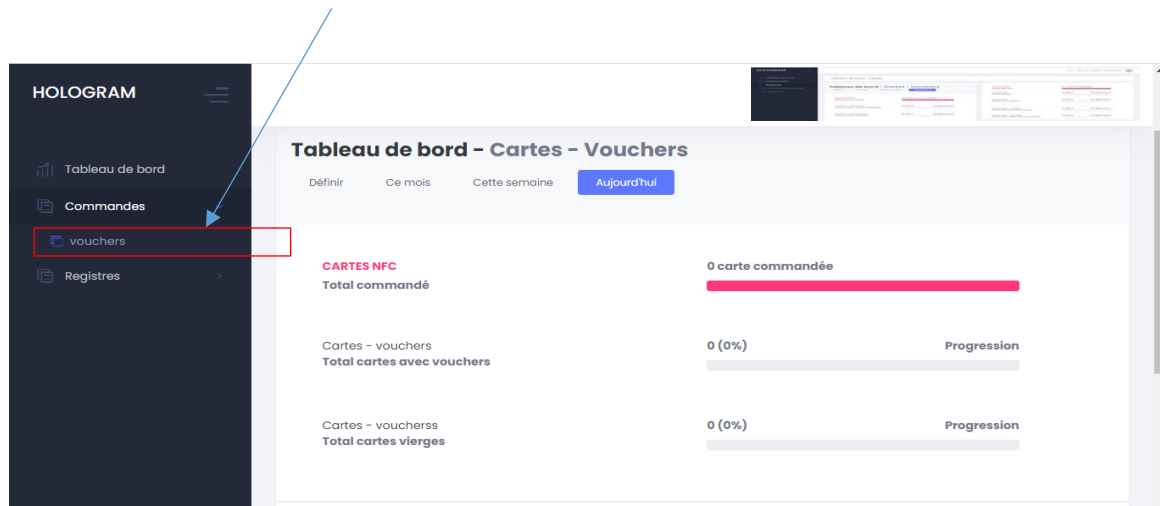 HOLOGRAM
Tableau de bord
Commandes
vouchers
Registres
Tableau de bord - Cartes - Vouchers
Définir Ce mois Cette semaine Aujourd'hui
CARTES NFC 0 carte commandée
Total commandé
Cartes - vouchers 0 (0%) Progression
Total cartes avec vouchers
Cartes - voucherss 0 (0%) Progression
Total cartes vierges